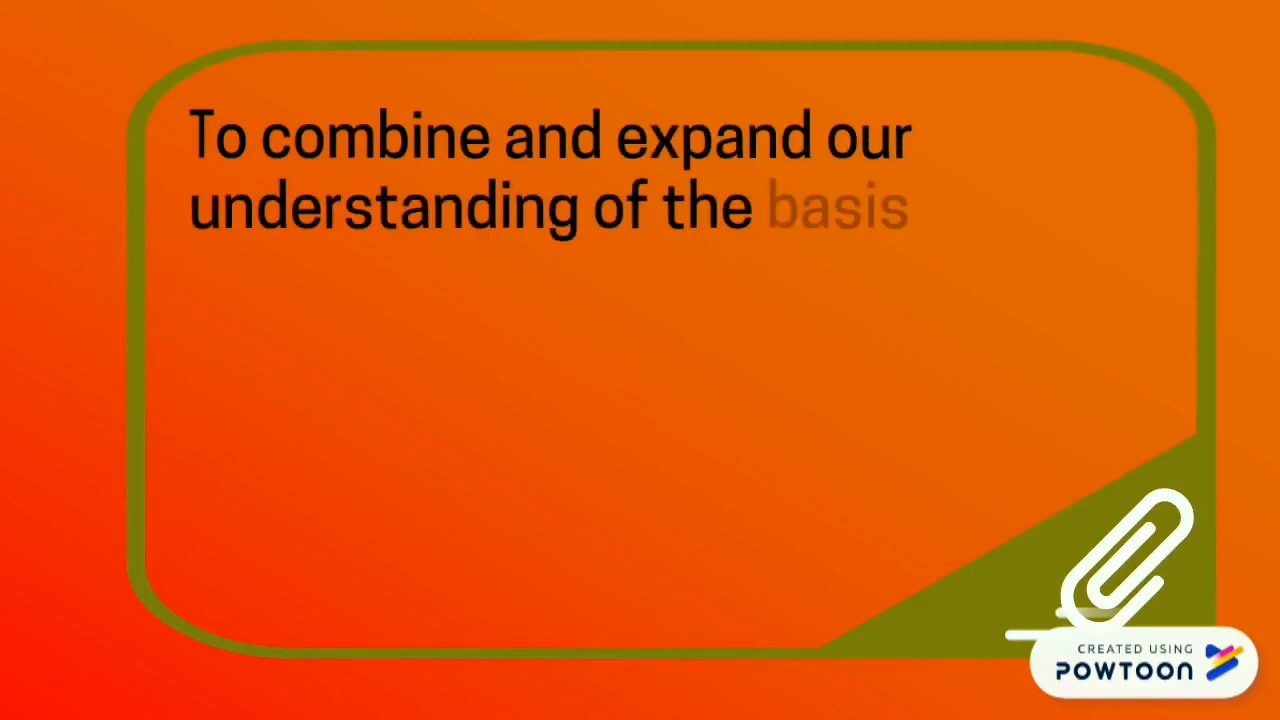 To combine and expand our
understanding of the basis
CREATED USING
POWTOON